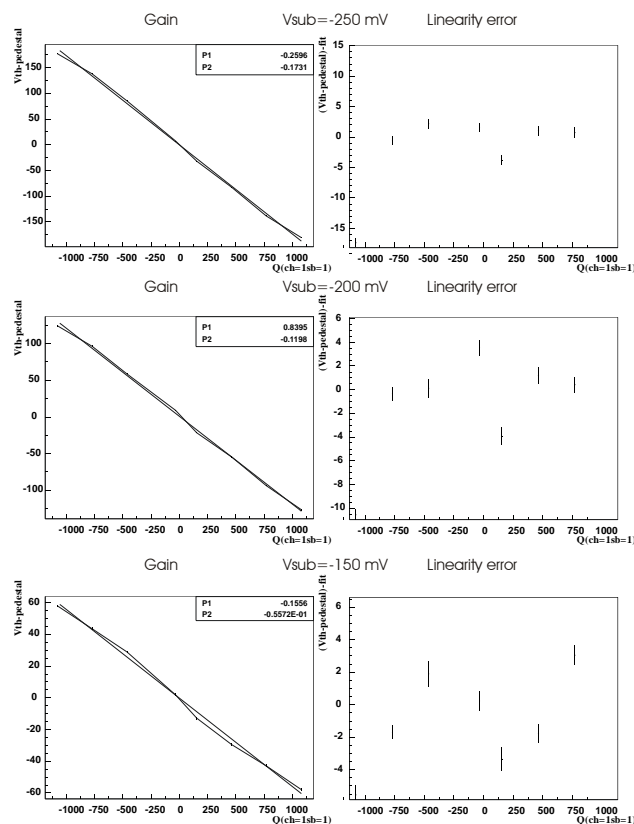 Gain Vsub=-250 mV Linearity error
Vth-pedestal
150
100
50
0
-50
-100
-150
P1 -0.2596
P2 -0.1731
-1000 -750 -500 -250 0 250 500 750 1000
Q(ch=1sb=1)
(Vth-pedestal)-fit
15
10
5
0
-5
-10
-15
-1000 -750 -500 -250 0 250 500 750 1000
Q(ch=1sb=1)
Gain Vsub=-200 mV Linearity error
Vth-pedestal
100
50
0
-50
-100
P1 0.8395
P2 -0.1198
-1000 -750 -500 -250 0 250 500 750 1000
Q(ch=1sb=1)
(Vth-pedestal)-fit
6
4
2
0
-2
-4
-6
-8
-10
-1000 -750 -500 -250 0 250 500 750 1000
Q(ch=1sb=1)
Gain Vsub=-150 mV Linearity error
Vth-pedestal
60
40
20
0
-20
-40
-60
P1 -0.1556
P2 -0.5572E-01
-1000 -750 -500 -250 0 250 500 750 1000
Q(ch=1sb=1)
(Vth-pedestal)-fit
6
4
2
0
-2
-4
-1000 -750 -500 -250 0 250 500 750 1000
Q(ch=1sb=1)